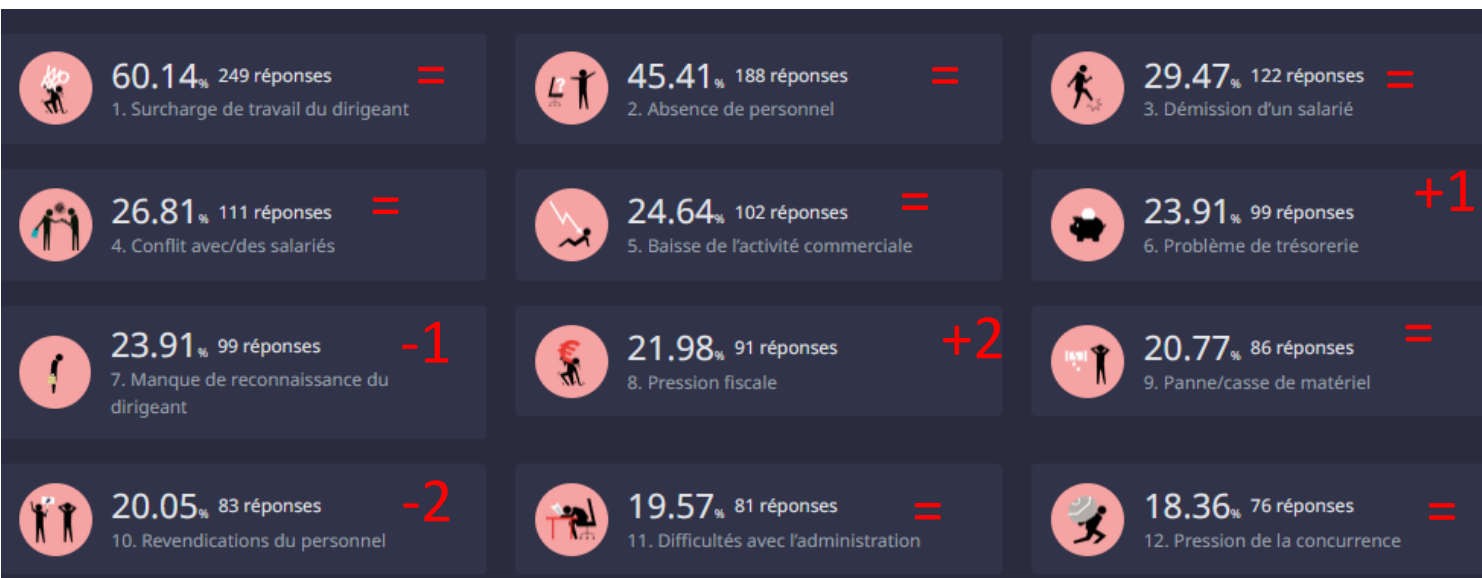 60.14% 249 réponses =
1. Surcharge de travail du dirigeant
45.41% 188 réponses =
2. Absence de personnel
29.47% 122 réponses =
3. Démission d’un salarié
26.81% 111 réponses =
4. Conflit avec/des salariés
24.64% 102 réponses =
5. Baisse de l’activité commerciale
23.91% 99 réponses +1
6. Problème de trésorerie
23.91% 99 réponses -1
7. Manque de reconnaissance du
dirigeant
21.98% 91 réponses +2
8. Pression fiscale
20.77% 86 réponses =
9. Panne/casse de matériel
20.05% 83 réponses -2
10. Revendications du personnel
19.57% 81 réponses =
11. Difficultés avec l’administration
18.36% 76 réponses =
12. Pression de la concurrence